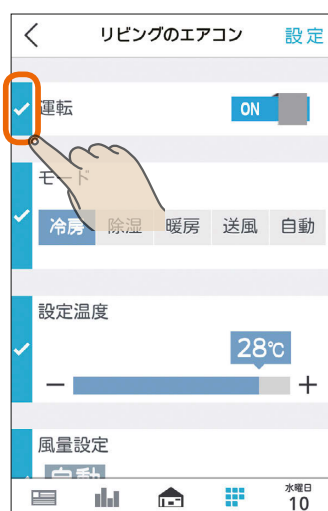 リビングのエアコン 設定
運転 ON
モード
冷房 除湿 暖房 送風 自動
設定温度
28℃
− +
風量設定
自動
水曜日
10